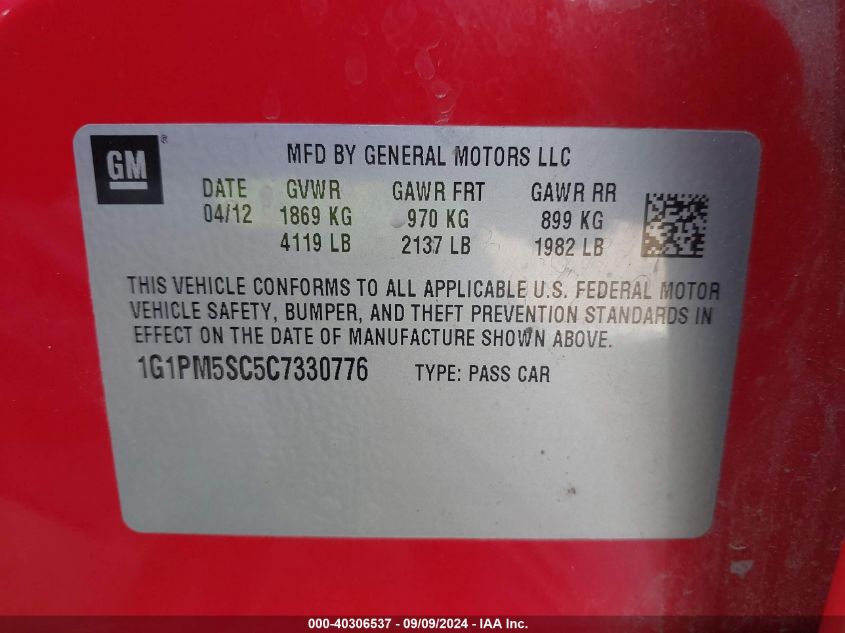 GM ®
MFD BY GENERAL MOTORS LLC
DATE GVWR GAWR FRT GAWR RR
04/12 1869 KG 970 KG 899 KG
4119 LB 2137 LB 1982 LB
THIS VEHICLE CONFORMS TO ALL APPLICABLE U.S. FEDERAL MOTOR
VEHICLE SAFETY, BUMPER, AND THEFT PREVENTION STANDARDS IN
EFFECT ON THE DATE OF MANUFACTURE SHOWN ABOVE.
1G1PM5SC5C7330776 TYPE: PASS CAR
000-40306537 - 09/09/2024 - IAA Inc.